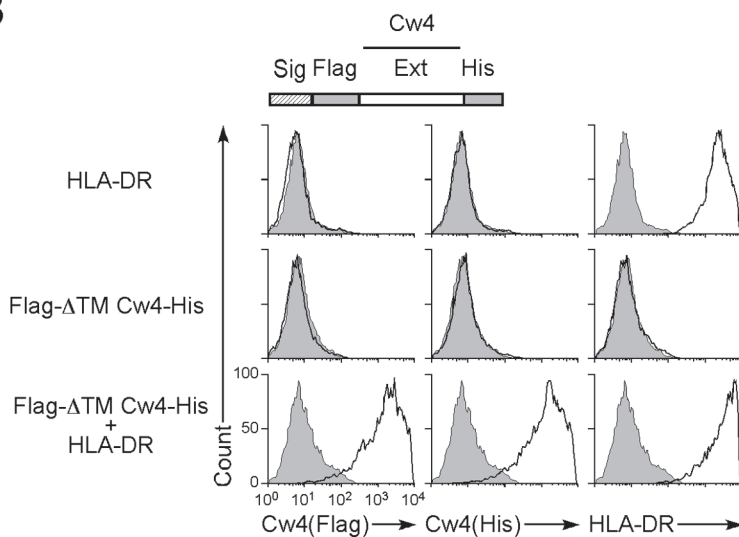 Cw4
Sig Flag Ext His
HLA-DR
Flag-ΔTM Cw4-His
Flag-ΔTM Cw4-His
+
HLA-DR
Count
100
50
0
10⁰ 10¹ 10² 10³ 10⁴
Cw4(Flag) Cw4(His) HLA-DR